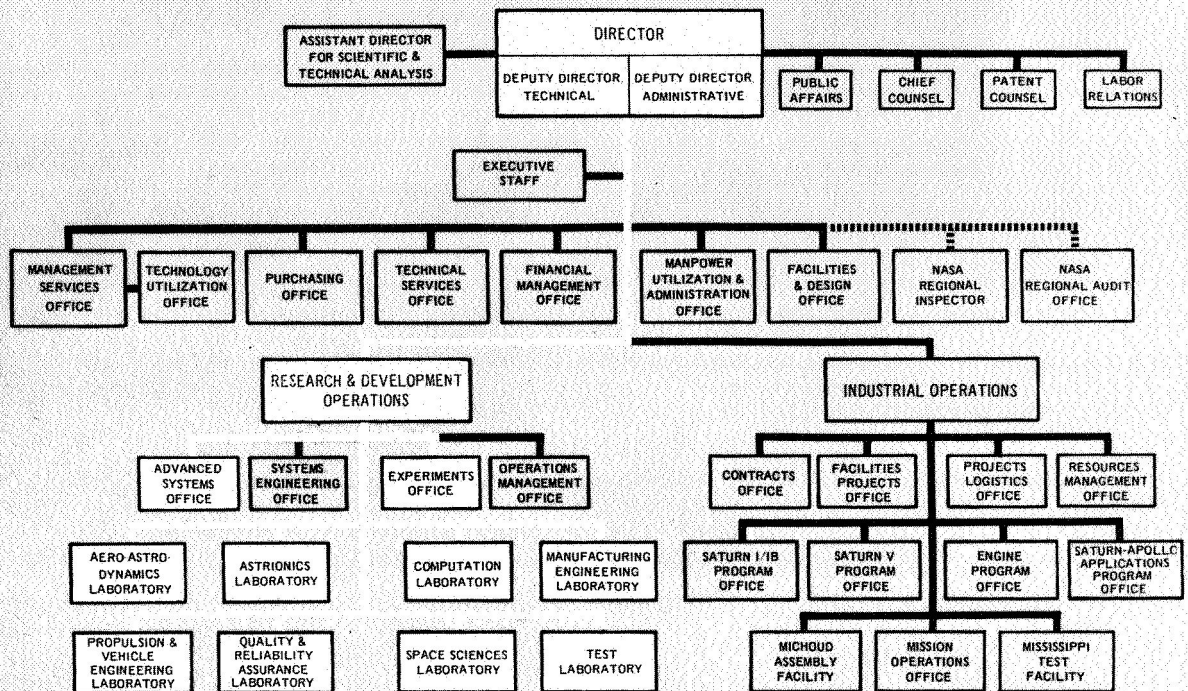 DIRECTOR
ASSISTANT DIRECTOR
FOR SCIENTIFIC &
TECHNICAL ANALYSIS
DEPUTY DIRECTOR
TECHNICAL
DEPUTY DIRECTOR
ADMINISTRATIVE
PUBLIC
AFFAIRS
CHIEF
COUNSEL
PATENT
COUNSEL
LABOR
RELATIONS
EXECUTIVE
STAFF
MANAGEMENT
SERVICES
OFFICE
TECHNOLOGY
UTILIZATION
OFFICE
PURCHASING
OFFICE
TECHNICAL
SERVICES
OFFICE
FINANCIAL
MANAGEMENT
OFFICE
MANPOWER
UTILIZATION &
ADMINISTRATION
OFFICE
FACILITIES
& DESIGN
OFFICE
NASA
REGIONAL
INSPECTOR
NASA
REGIONAL AUDIT
OFFICE
RESEARCH & DEVELOPMENT
OPERATIONS
INDUSTRIAL OPERATIONS
ADVANCED
SYSTEMS
OFFICE
SYSTEMS
ENGINEERING
OFFICE
EXPERIMENTS
OFFICE
OPERATIONS
MANAGEMENT
OFFICE
CONTRACTS
OFFICE
FACILITIES
PROJECTS
OFFICE
PROJECTS
LOGISTICS
OFFICE
RESOURCES
MANAGEMENT
OFFICE
AERO-ASTRO-
DYNAMICS
LABORATORY
ASTRIONICS
LABORATORY
COMPUTATION
LABORATORY
MANUFACTURING
ENGINEERING
LABORATORY
SATURN I/IB
PROGRAM
OFFICE
SATURN V
PROGRAM
OFFICE
ENGINE
PROGRAM
OFFICE
SATURN-APOLLO
APPLICATIONS
PROGRAM OFFICE
PROPULSION &
VEHICLE
ENGINEERING
LABORATORY
QUALITY &
RELIABILITY
ASSURANCE
LABORATORY
SPACE SCIENCES
LABORATORY
TEST
LABORATORY
MICHOUD
ASSEMBLY
FACILITY
MISSION
OPERATIONS
OFFICE
MISSISSIPPI
TEST
FACILITY